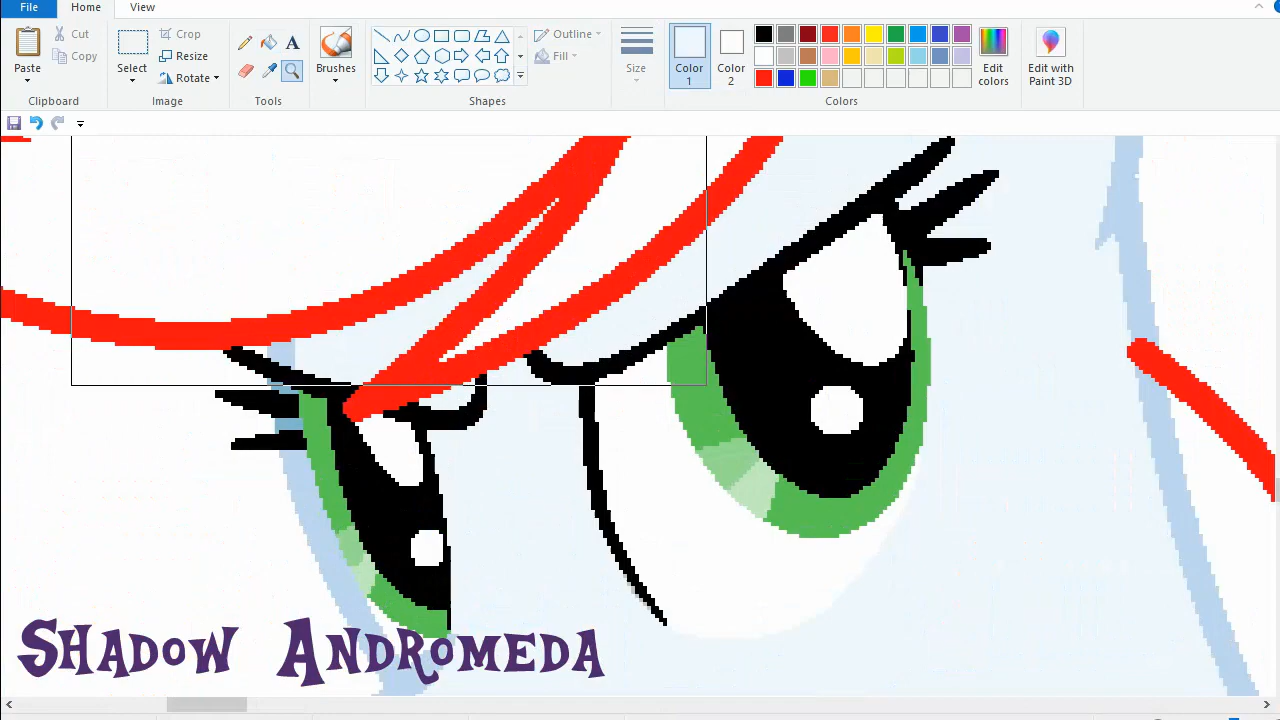 File Home View
Cut Crop Outline
Copy Resize Fill
Paste Select Rotate Brushes Size Color 1 Color 2 Edit colors Edit with Paint 3D
Clipboard Image Tools Shapes Colors
A
Shadow Andromeda